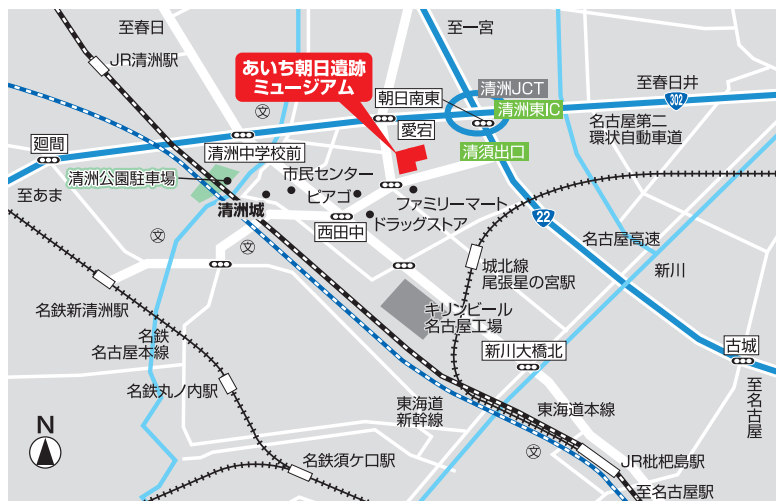 至春日
至一宮
JR清洲駅
あいち朝日遺跡
ミュージアム
清洲JCT
朝日南東
清洲東IC
至春日井
302
名古屋第二
環状自動車道
愛宕
廻間
清洲中学校前
清須出口
文
清洲公園駐車場
市民センター
ピアゴ
至あま
清洲城
ファミリーマート
ドラッグストア
西田中
22
名古屋高速
文
文
新川
城北線
尾張星の宮駅
名鉄新清洲駅
キリンビール
名古屋工場
名鉄
名古屋本線
新川大橋北
古城
名鉄丸ノ内駅
東海道
新幹線
東海道本線
至名古屋
N
名鉄須ケ口駅
文
JR枇杷島駅
至名古屋駅